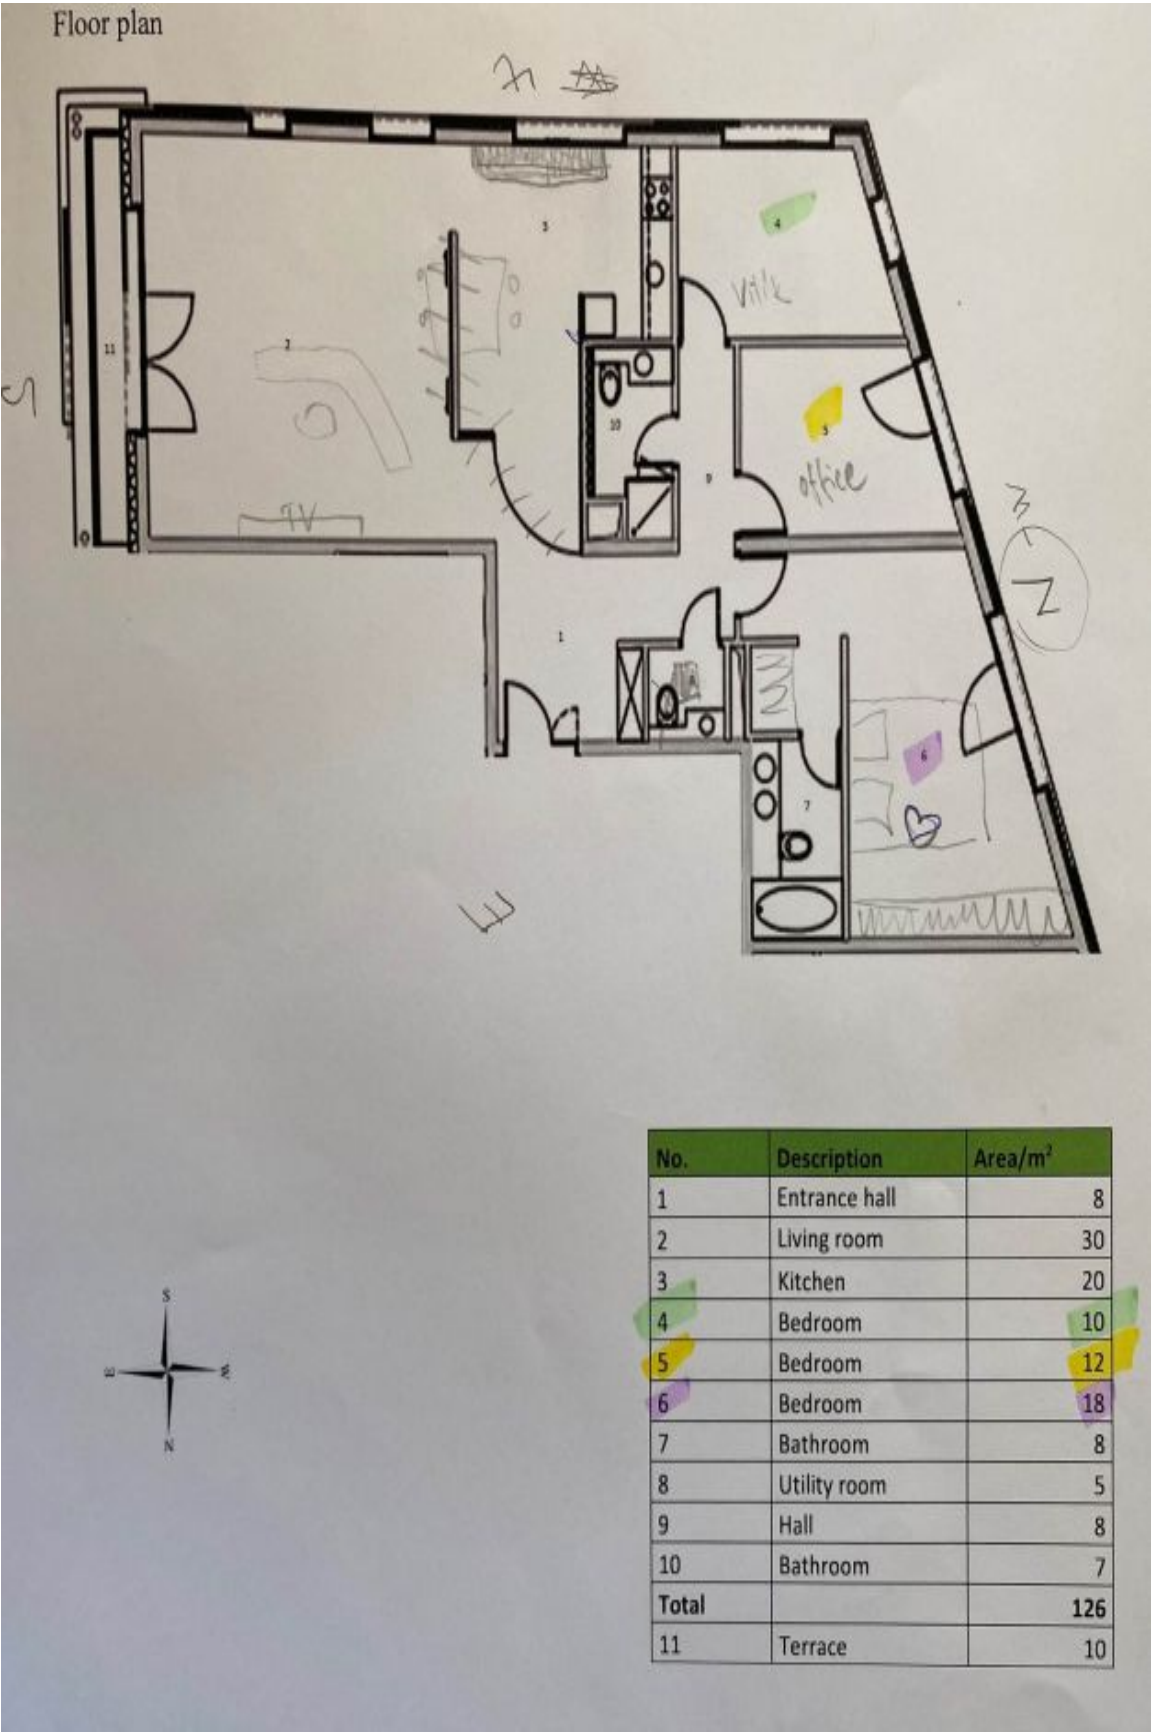 Floor plan
3
4
Villk
2
11
S
5
10
office
9
TV
N
1
6
7
E
No. Description Area/m²
1 Entrance hall 8
2 Living room 30
3 Kitchen 20
4 Bedroom 10
5 Bedroom 12
6 Bedroom 18
7 Bathroom 8
8 Utility room 5
9 Hall 8
10 Bathroom 7
Total 126
11 Terrace 10
S
E W
N